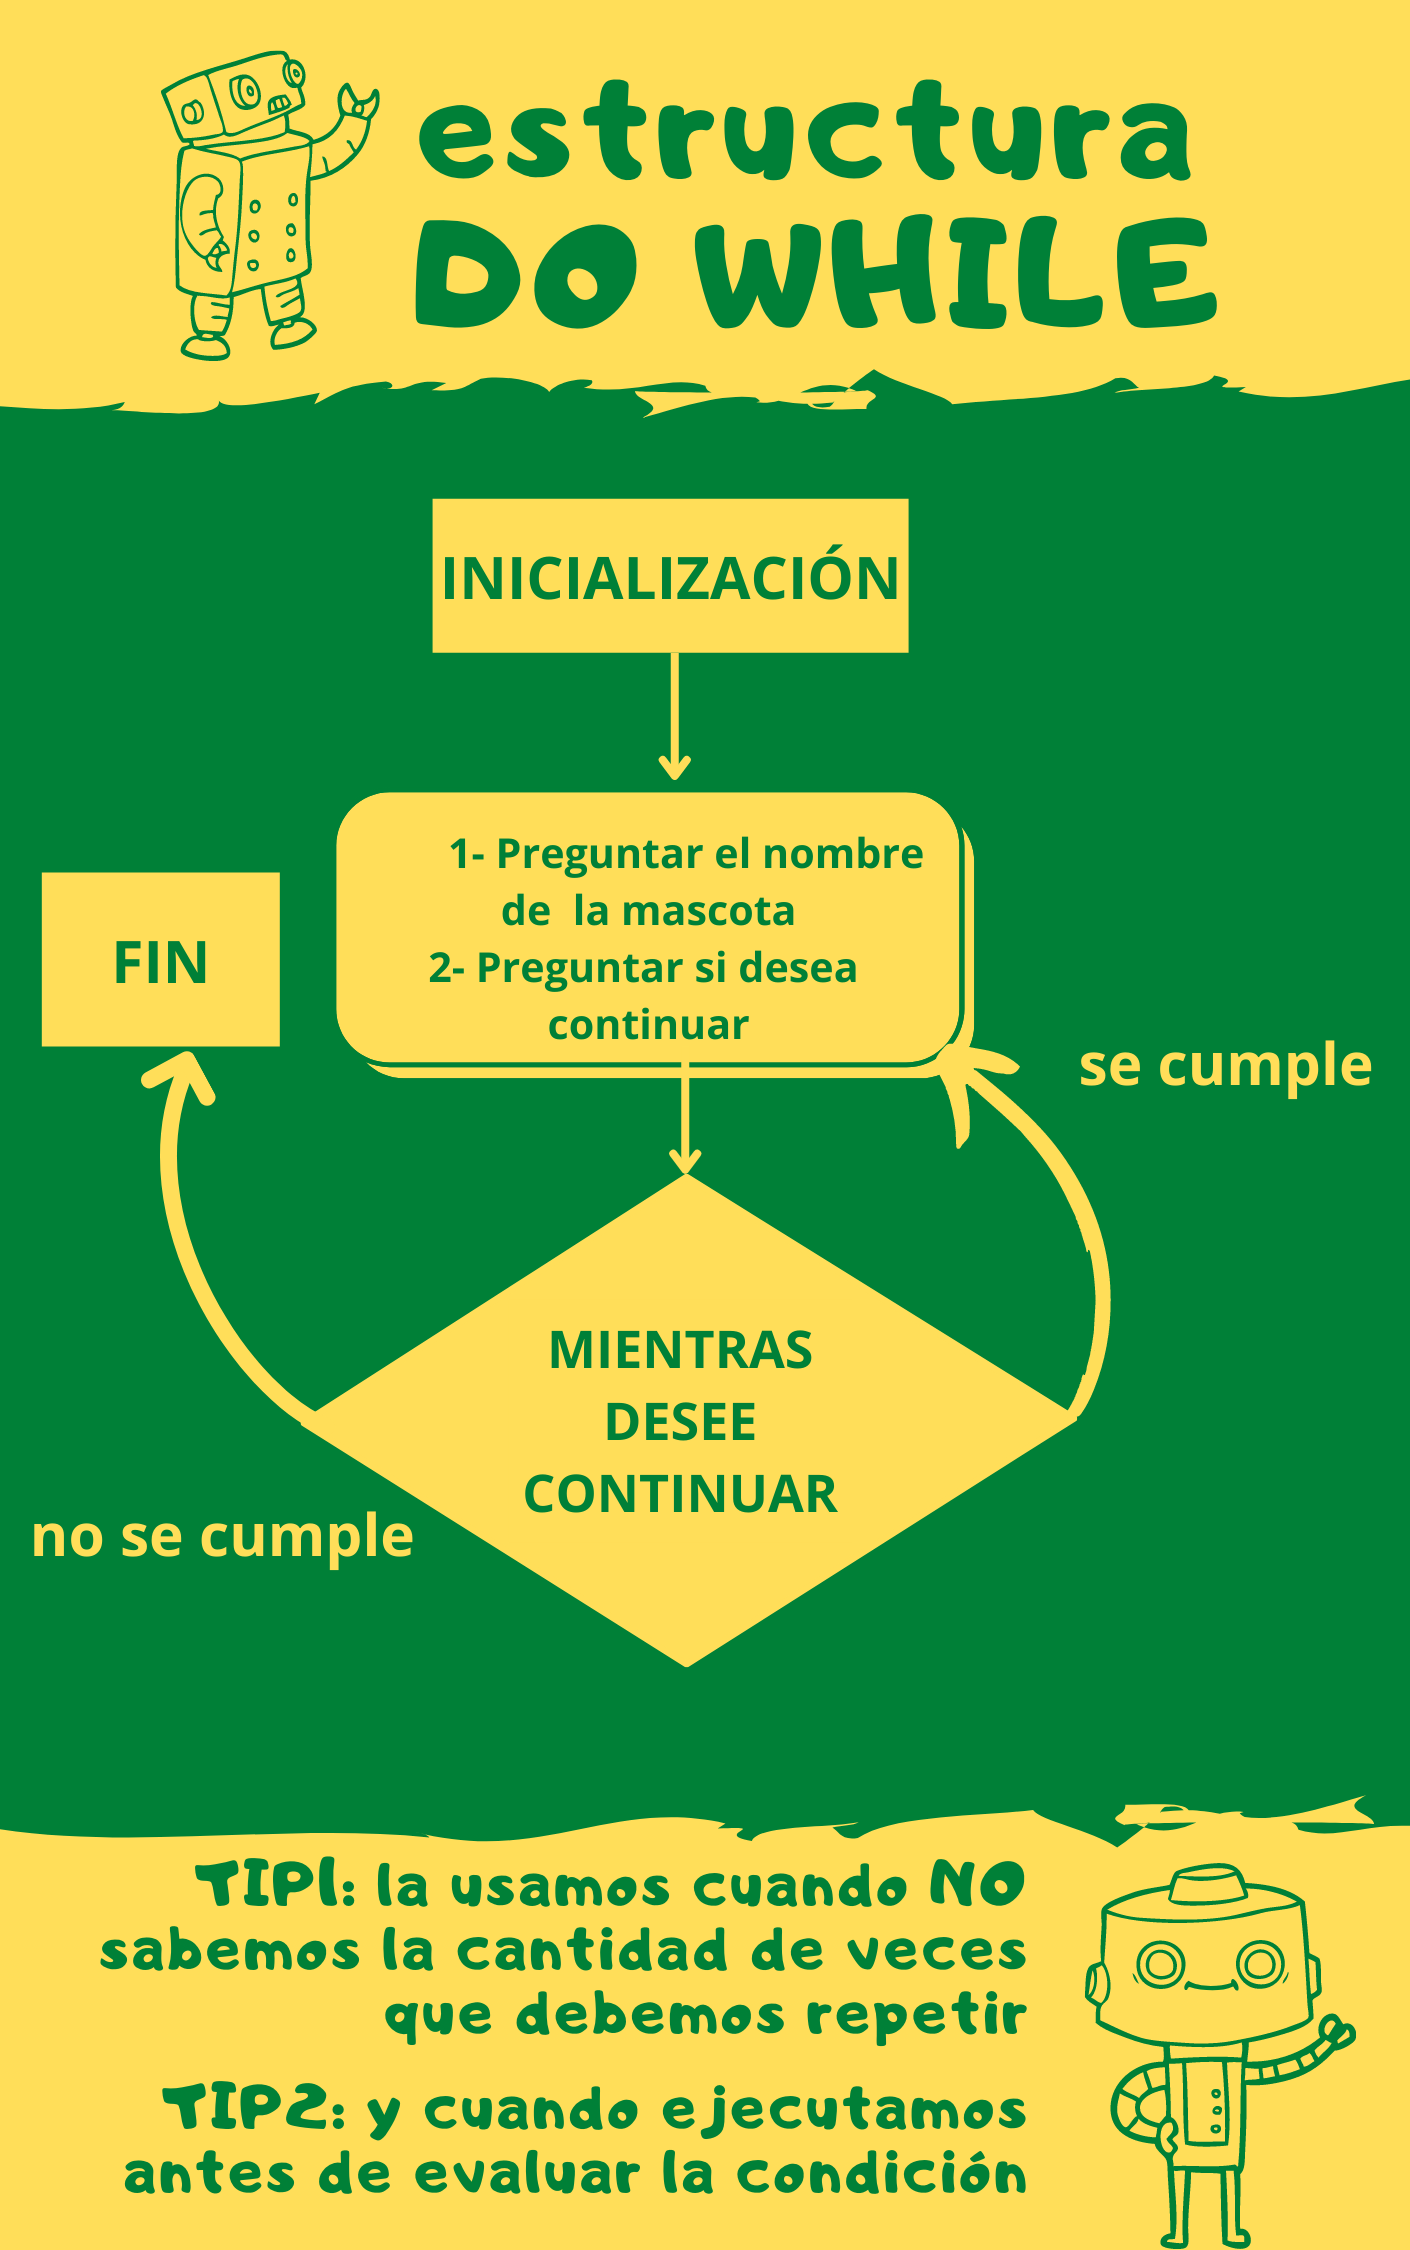 estructura
DO WHILE
INICIALIZACIÓN
1- Preguntar el nombre
de la mascota
2- Preguntar si desea
continuar
FIN
se cumple
MIENTRAS
DESEE
CONTINUAR
no se cumple
TIP1: la usamos cuando NO
sabemos la cantidad de veces
que debemos repetir
TIP2: y cuando ejecutamos
antes de evaluar la condición